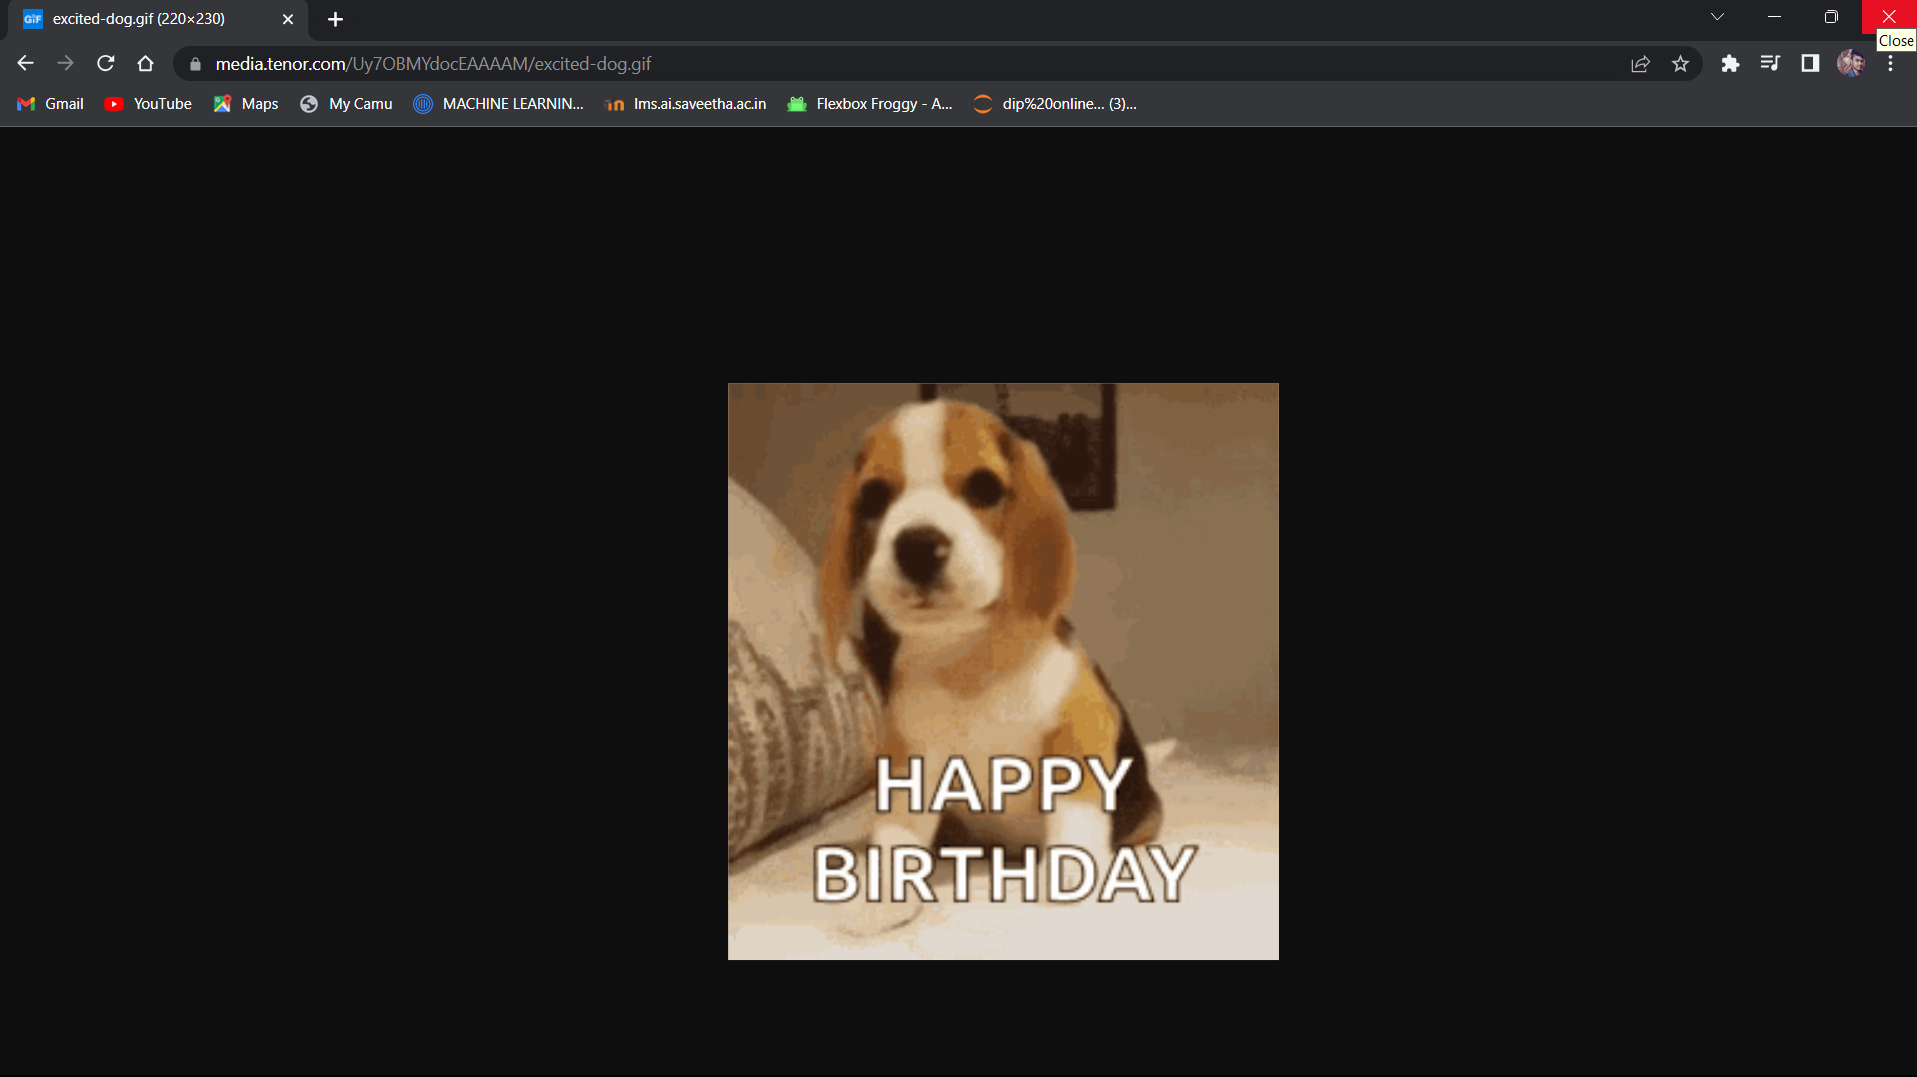 GIF excited-dog.gif (220×230)
Close
media.tenor.com/Uy7OBMYdocEAAAAM/excited-dog.gif
Gmail YouTube Maps My Camu MACHINE LEARNIN... lms.ai.saveetha.ac.in Flexbox Froggy - A... dip%20online... (3)...
HAPPY
BIRTHDAY